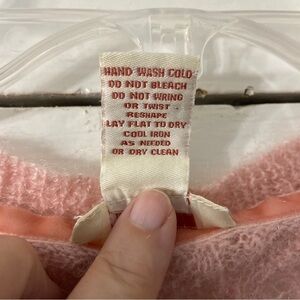 HAND WASH COLD
DO NOT BLEACH
DO NOT WRING
OR TWIST -
RESHAPE
LAY FLAT TO DRY
COOL IRON
AS NEEDED
OR DRY CLEAN